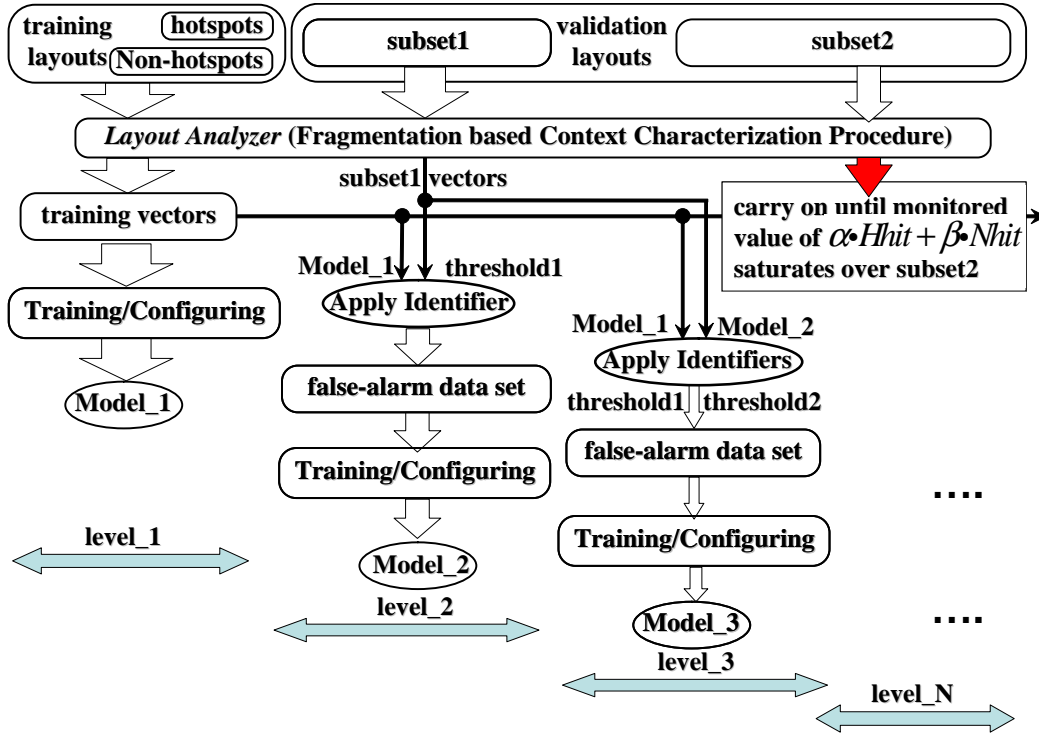 training
layouts
hotspots
Non-hotspots
subset1
validation
layouts
subset2
Layout Analyzer (Fragmentation based Context Characterization Procedure)
subset1 vectors
training vectors
carry on until monitored
value of α•Hhit + β•Nhit
saturates over subset2
Model_1
threshold1
Training/Configuring
Apply Identifier
Model_1
Model_2
Apply Identifiers
false-alarm data set
threshold1
threshold2
Model_1
Training/Configuring
false-alarm data set
....
level_1
Training/Configuring
Model_2
level_2
Model_3
....
level_3
level_N